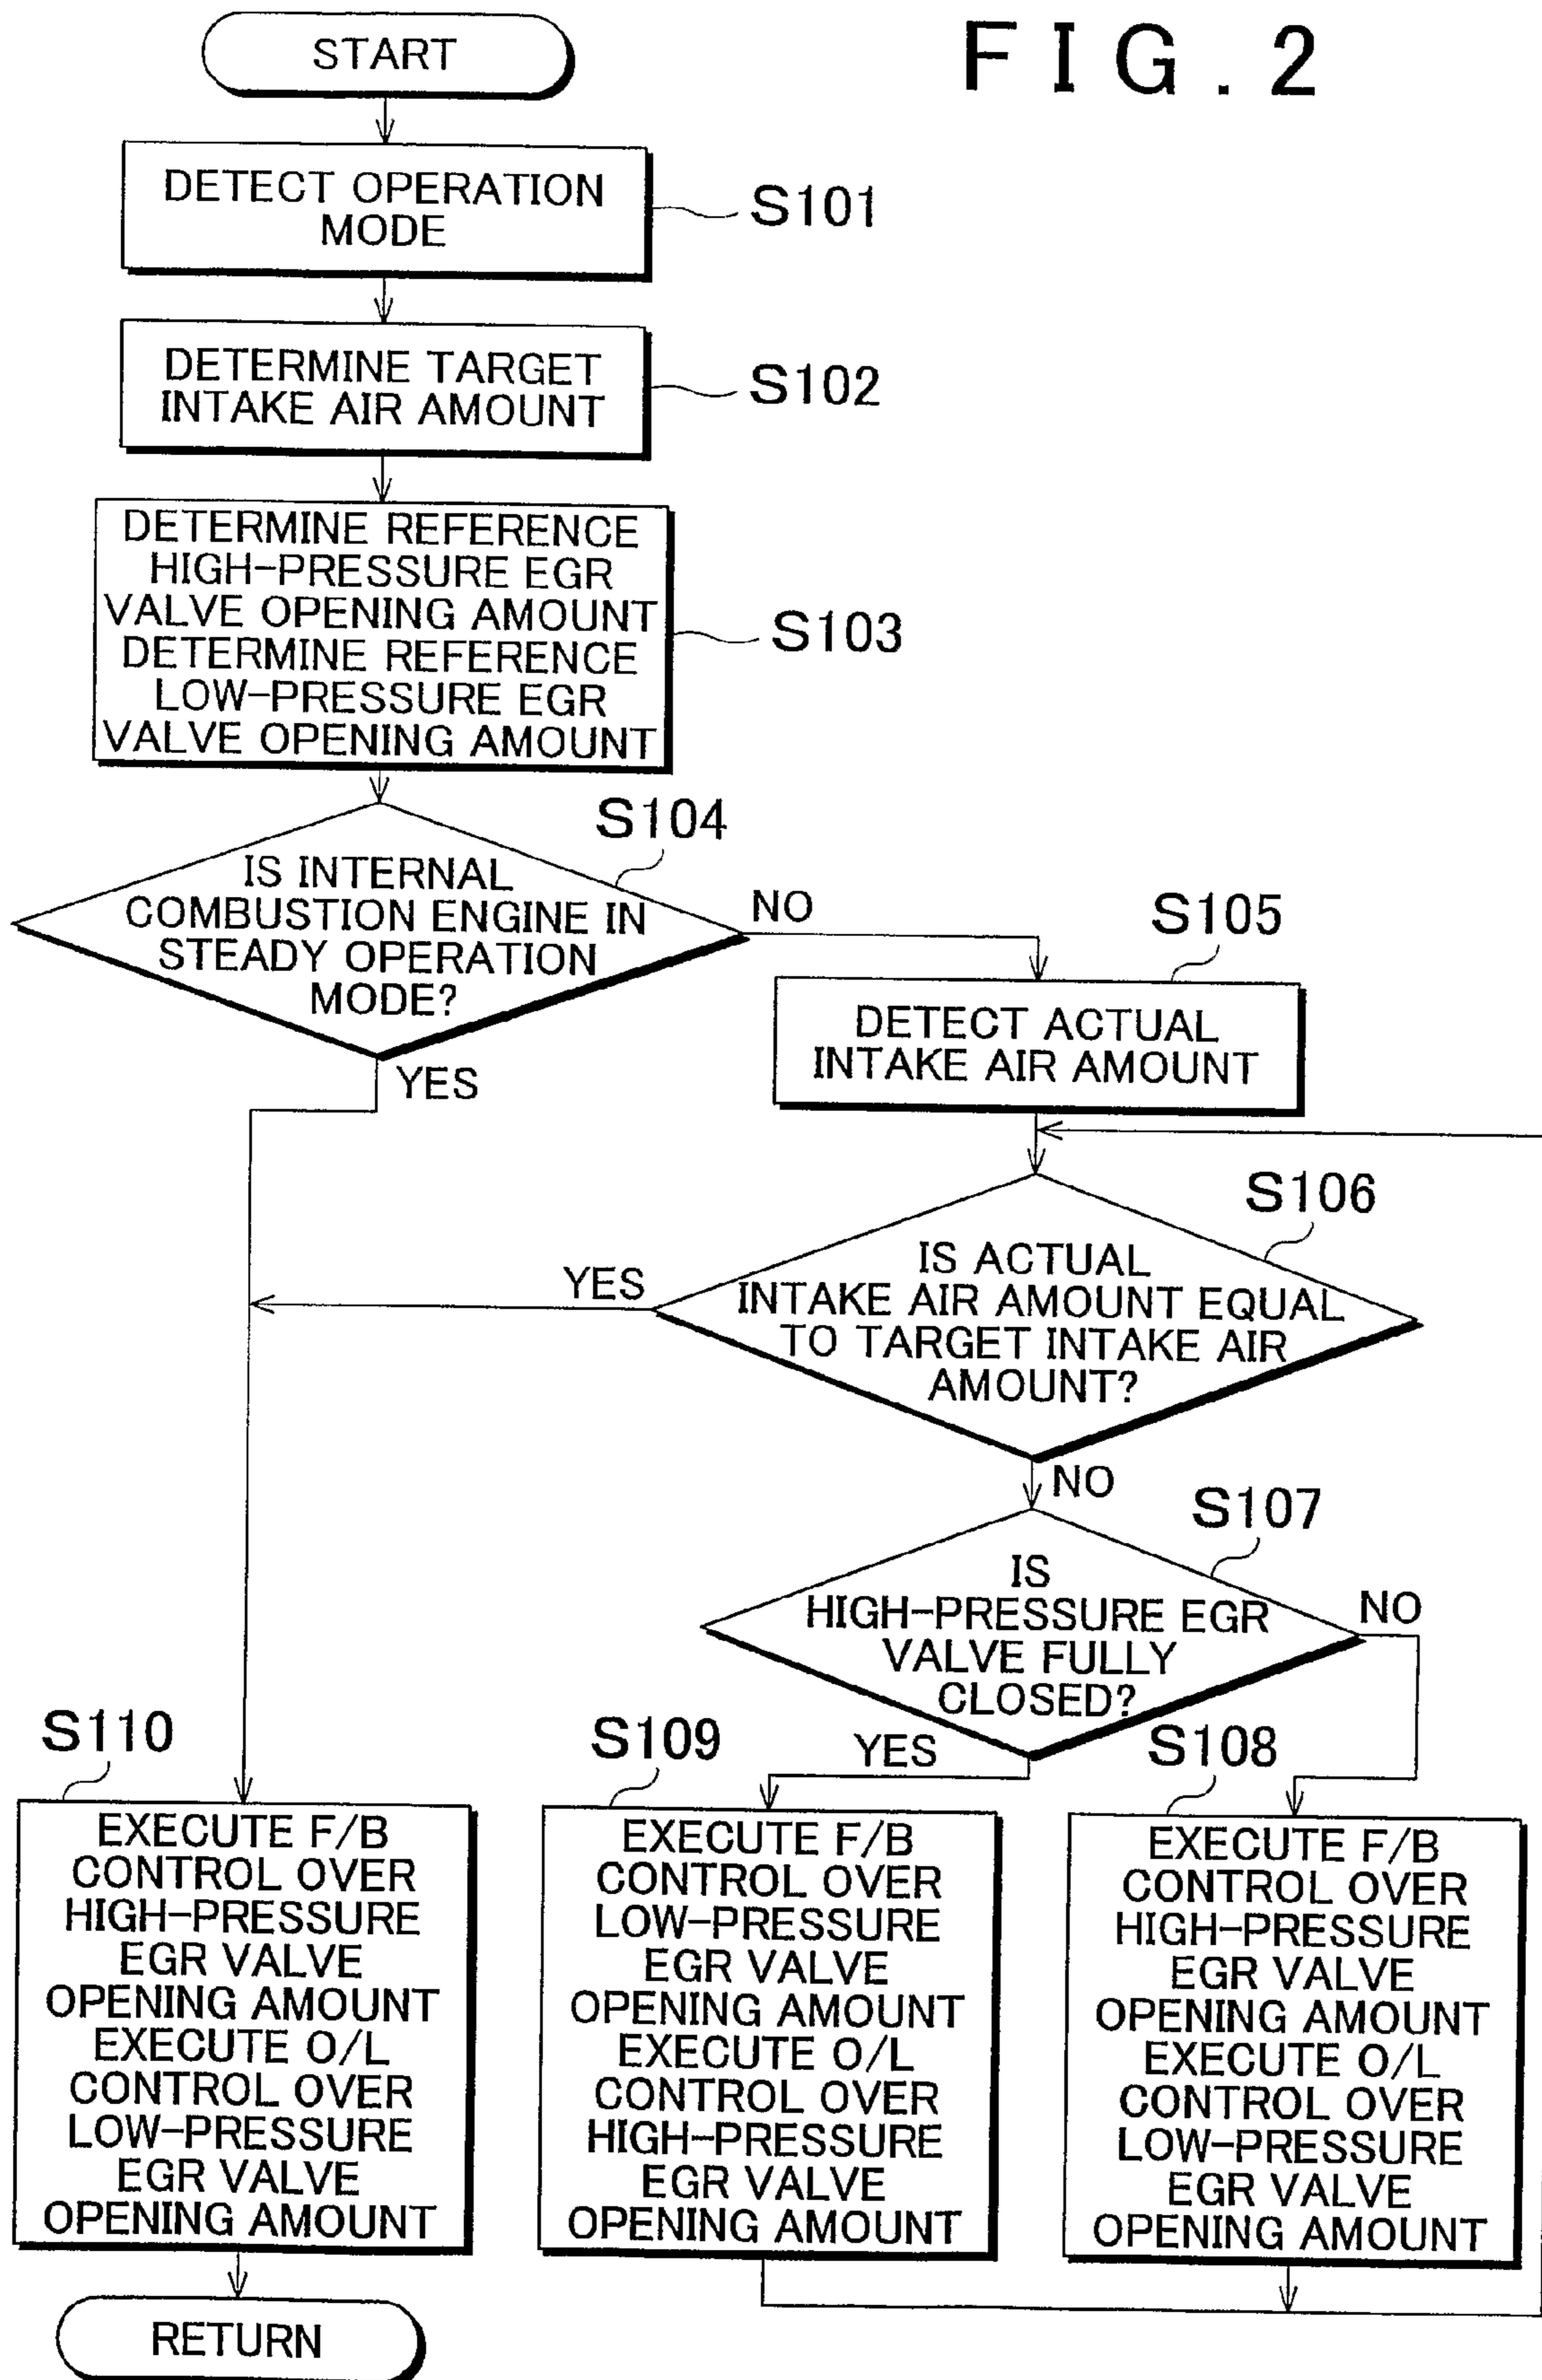 FIG.2
START
DETECT OPERATION
MODE
S101
DETERMINE TARGET
INTAKE AIR AMOUNT
S102
DETERMINE REFERENCE
HIGH-PRESSURE EGR
VALVE OPENING AMOUNT
DETERMINE REFERENCE
LOW-PRESSURE EGR
VALVE OPENING AMOUNT
S103
S104
IS INTERNAL
COMBUSTION ENGINE IN
STEADY OPERATION
MODE?
NO
YES
S105
DETECT ACTUAL
INTAKE AIR AMOUNT
S106
IS ACTUAL
INTAKE AIR AMOUNT EQUAL
TO TARGET INTAKE AIR
AMOUNT?
YES
NO
S107
IS
HIGH-PRESSURE EGR
VALVE FULLY
CLOSED?
NO
YES
S110
EXECUTE F/B
CONTROL OVER
HIGH-PRESSURE
EGR VALVE
OPENING AMOUNT
EXECUTE O/L
CONTROL OVER
LOW-PRESSURE
EGR VALVE
OPENING AMOUNT
S109
EXECUTE F/B
CONTROL OVER
LOW-PRESSURE
EGR VALVE
OPENING AMOUNT
EXECUTE O/L
CONTROL OVER
HIGH-PRESSURE
EGR VALVE
OPENING AMOUNT
S108
EXECUTE F/B
CONTROL OVER
HIGH-PRESSURE
EGR VALVE
OPENING AMOUNT
EXECUTE O/L
CONTROL OVER
LOW-PRESSURE
EGR VALVE
OPENING AMOUNT
RETURN